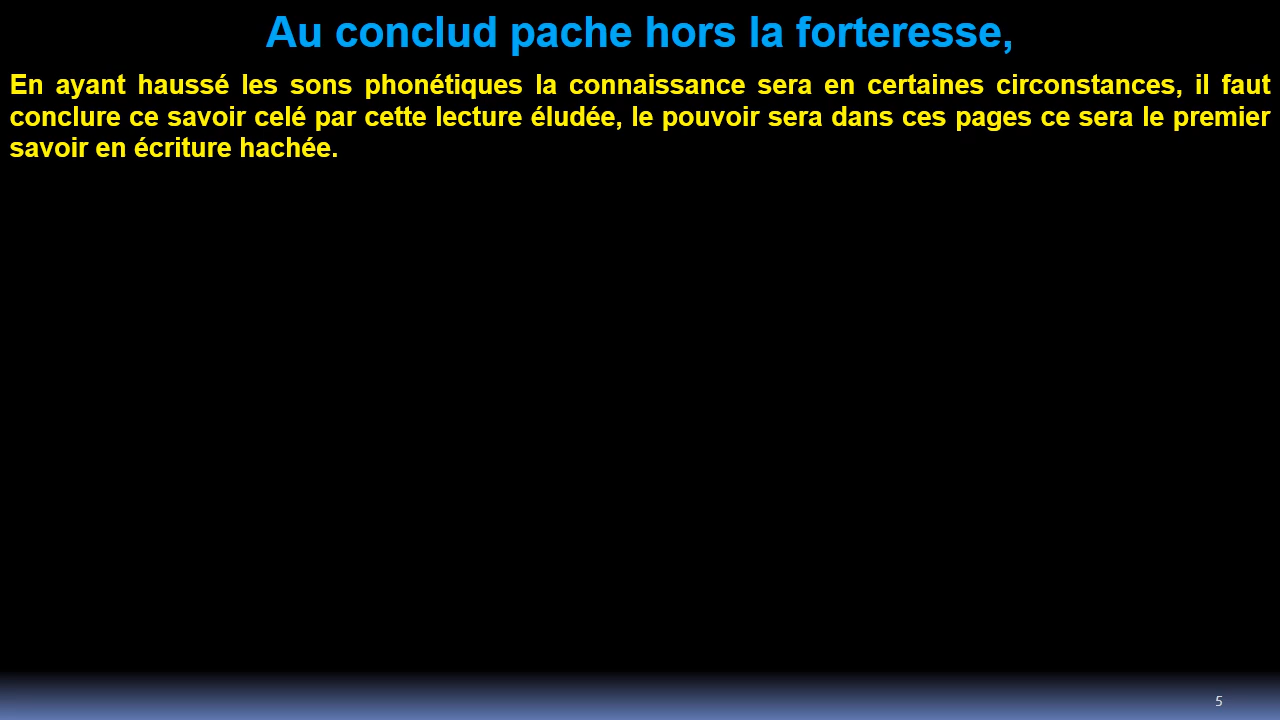 Au conclud pache hors la forteresse,
En ayant haussé les sons phonétiques la connaissance sera en certaines circonstances, il faut
conclure ce savoir celé par cette lecture éludée, le pouvoir sera dans ces pages ce sera le premier
savoir en écriture hachée.
5